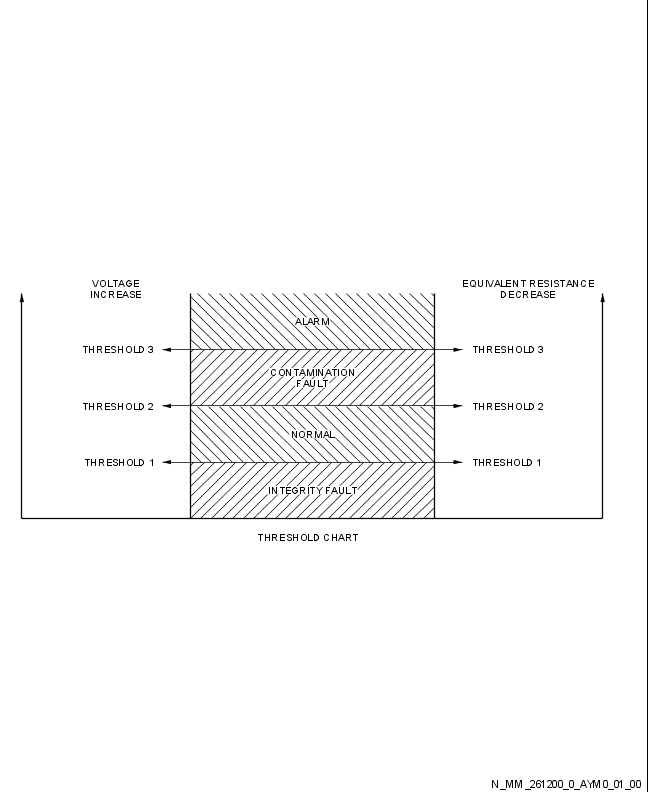 VOLTAGE
INCREASE
EQUIVALENT RESISTANCE
DECREASE
ALARM
THRESHOLD 3
THRESHOLD 3
CONTAMINATION
FAULT
THRESHOLD 2
THRESHOLD 2
NORMAL
THRESHOLD 1
THRESHOLD 1
INTEGRITY FAULT
THRESHOLD CHART
N_MM_261200_0_AYM0_01_00